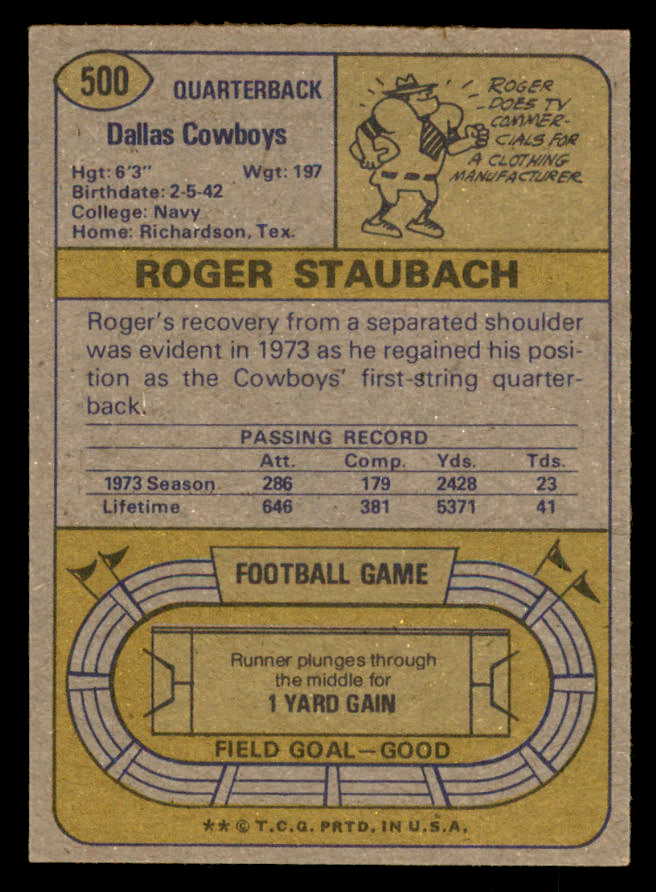 500
QUARTERBACK
Dallas Cowboys
Hgt: 6'3" Wgt: 197
Birthdate: 2-5-42
College: Navy
Home: Richardson, Tex.
ROGER
DOES TV
COMMER-
CIALS FOR
A CLOTHING
MANUFACTURER
ROGER STAUBACH
Roger's recovery from a separated shoulder
was evident in 1973 as he regained his posi-
tion as the Cowboys' first-string quarter-
back.
PASSING RECORD
Att. Comp. Yds. Tds.
1973 Season 286 179 2428 23
Lifetime 646 381 5371 41
FOOTBALL GAME
Runner plunges through
the middle for
1 YARD GAIN
FIELD GOAL—GOOD
** © T.C.G. PRTD. IN U.S.A.